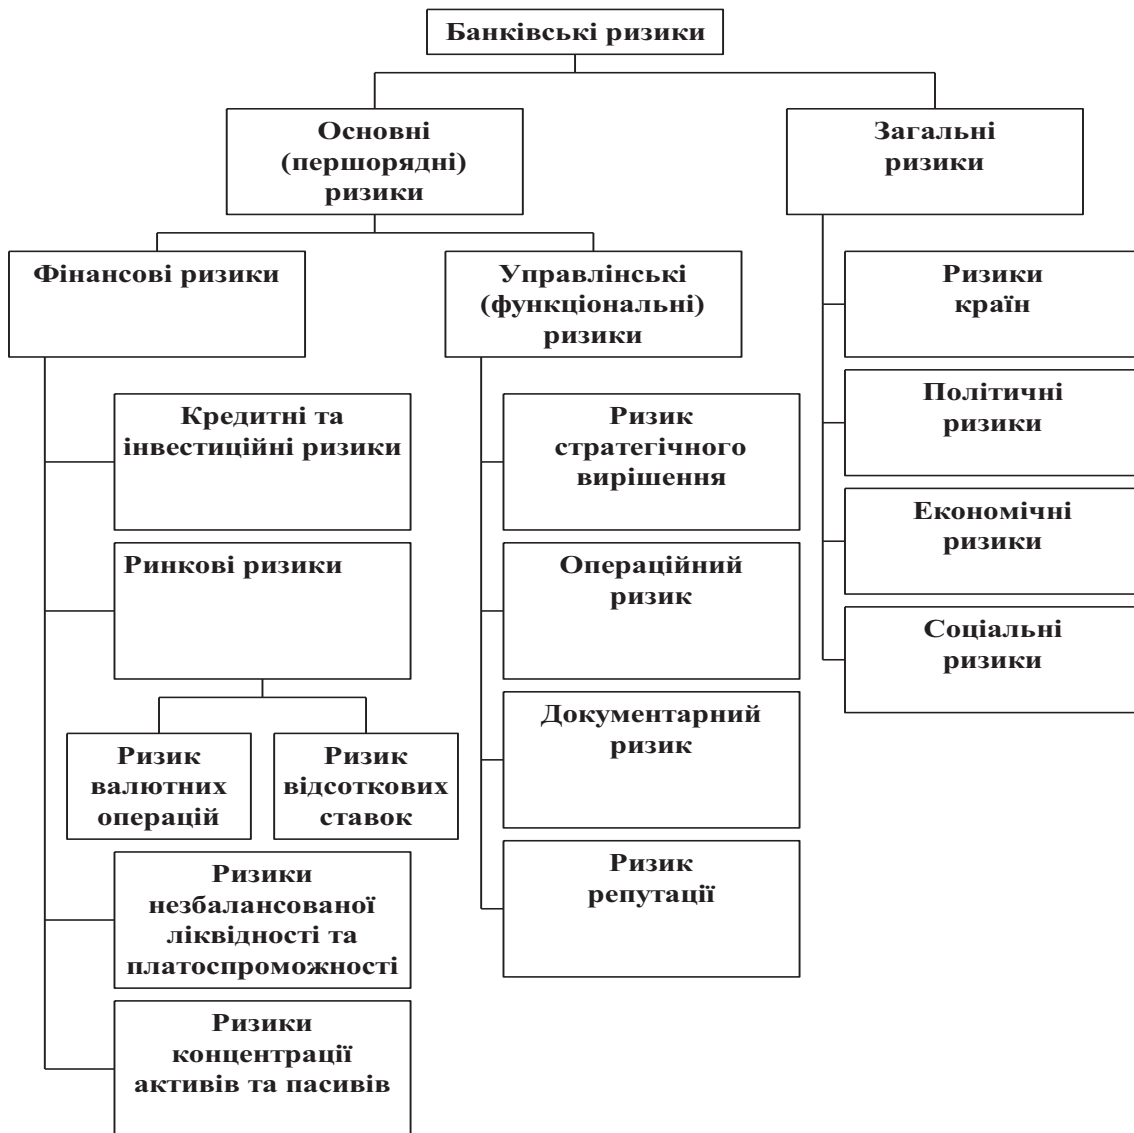 Банківські ризики
Основні
(першорядні)
ризики
Загальні
ризики
Фінансові ризики
Управлінські
(функціональні)
ризики
Кредитні та
інвестиційні ризики
Ринкові ризики
Ризик
валютних
операцій
Ризик
відсоткових
ставок
Ризики
незбалансованої
ліквідності та
платоспроможності
Ризики
концентрації
активів та пасивів
Ризик
стратегічного
вирішення
Операційний
ризик
Документарний
ризик
Ризик
репутації
Ризики
країн
Політичні
ризики
Економічні
ризики
Соціальні
ризики